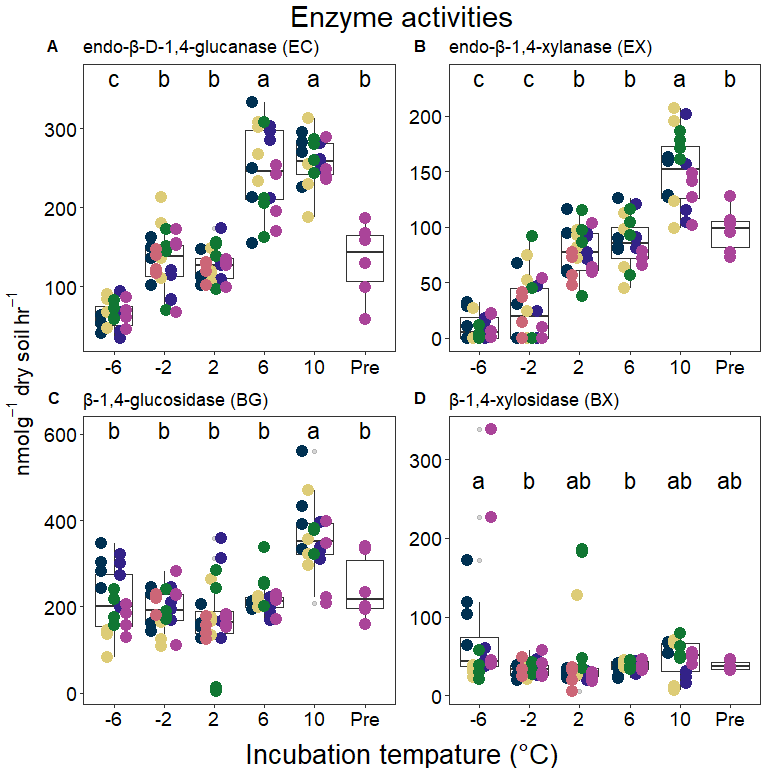 Enzyme activities
A endo-β-D-1,4-glucanase (EC)
c b b a a b
300
200
100
-6 -2 2 6 10 Pre
B endo-β-1,4-xylanase (EX)
c c b b a b
200
150
100
50
0
-6 -2 2 6 10 Pre
C β-1,4-glucosidase (BG)
b b b b a b
600
400
200
0
-6 -2 2 6 10 Pre
D β-1,4-xylosidase (BX)
a b ab b ab ab
300
200
100
0
-6 -2 2 6 10 Pre
nmolg⁻¹ dry soil hr⁻¹
Incubation tempature (°C)